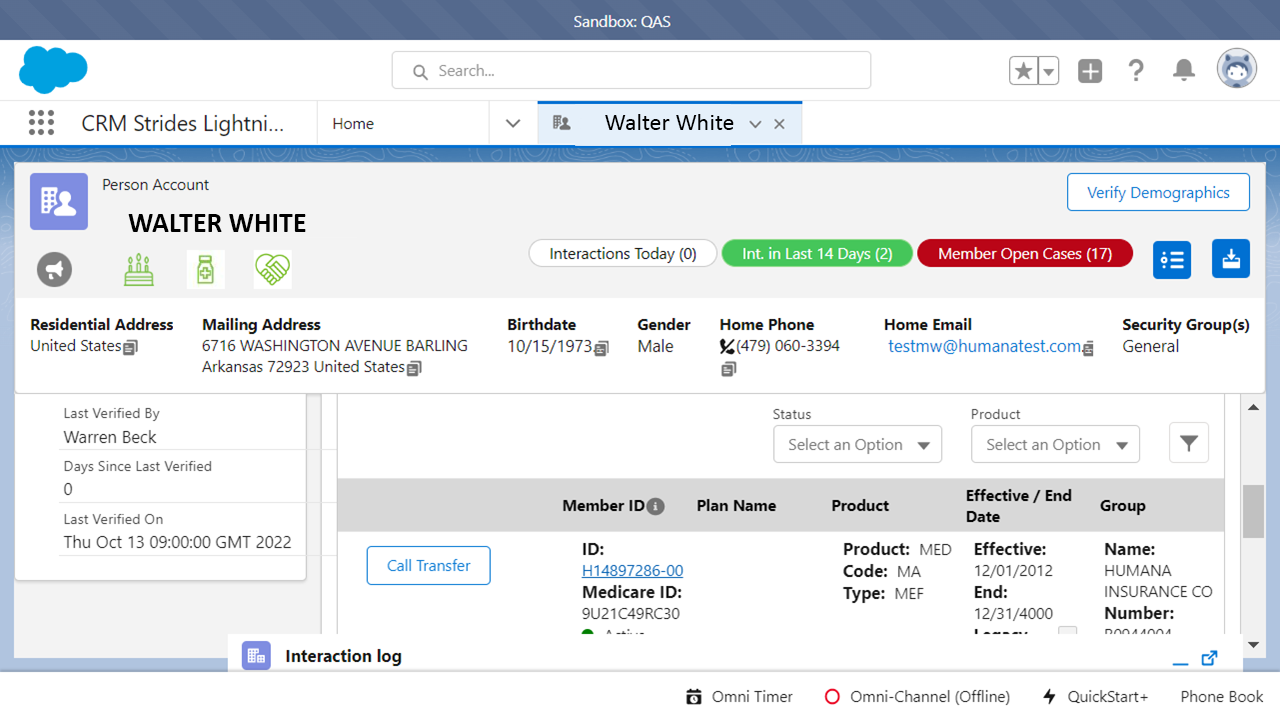 Sandbox: QAS
Search...
CRM Strides Lightni...
Home
Walter White
Person Account
WALTER WHITE
Verify Demographics
Interactions Today (0)
Int. in Last 14 Days (2)
Member Open Cases (17)
Residential Address
United States
Mailing Address
6716 WASHINGTON AVENUE BARLING
Arkansas 72923 United States
Birthdate
10/15/1973
Gender
Male
Home Phone
(479) 060-3394
Home Email
testmw@humanatest.com
Security Group(s)
General
Last Verified By
Warren Beck
Days Since Last Verified
0
Last Verified On
Thu Oct 13 09:00:00 GMT 2022
Status
Select an Option
Product
Select an Option
Member ID
Plan Name
Product
Effective / End
Date
Group
Call Transfer
ID:
H14897286-00
Medicare ID:
9U21C49RC30
Active
Product: MED
Code: MA
Type: MEF
Effective:
12/01/2012
End:
12/31/4000
Legacy
Name:
HUMANA
INSURANCE CO
Number:
Interaction log
Omni Timer
Omni-Channel (Offline)
QuickStart+
Phone Book